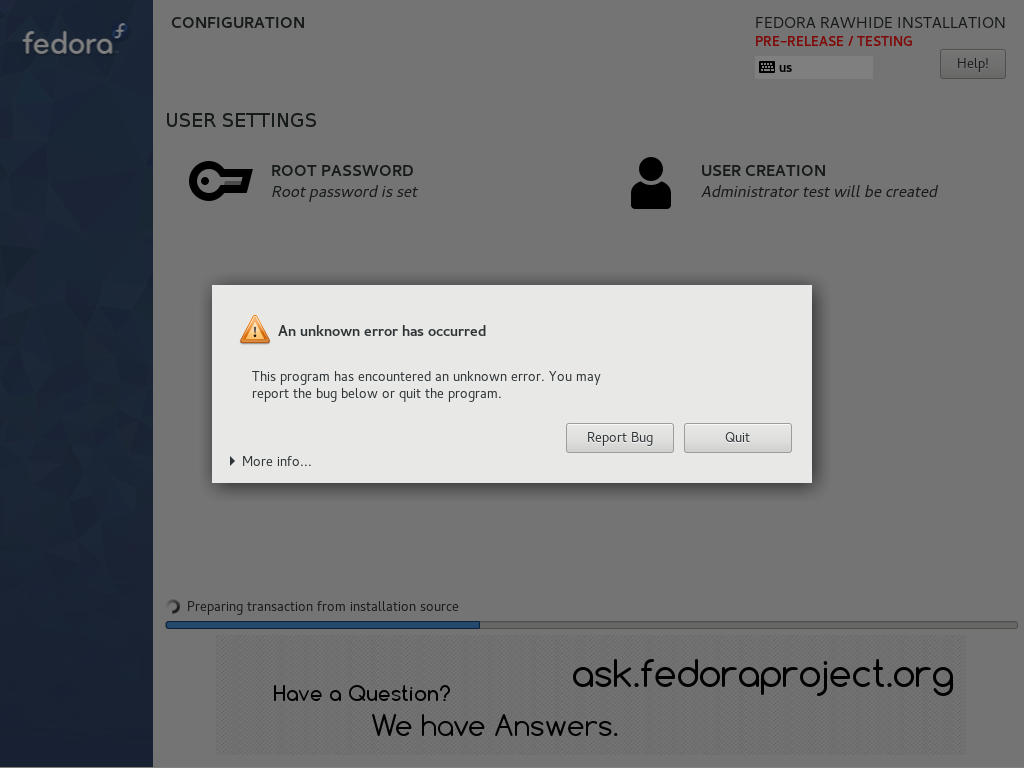 fedora
CONFIGURATION
FEDORA RAWHIDE INSTALLATION
PRE-RELEASE / TESTING
us
Help!
USER SETTINGS
ROOT PASSWORD
Root password is set
USER CREATION
Administrator test will be created
An unknown error has occurred
This program has encountered an unknown error. You may
report the bug below or quit the program.
Report Bug
Quit
More info...
Preparing transaction from installation source
ask.fedoraproject.org
Have a Question?
We have Answers.